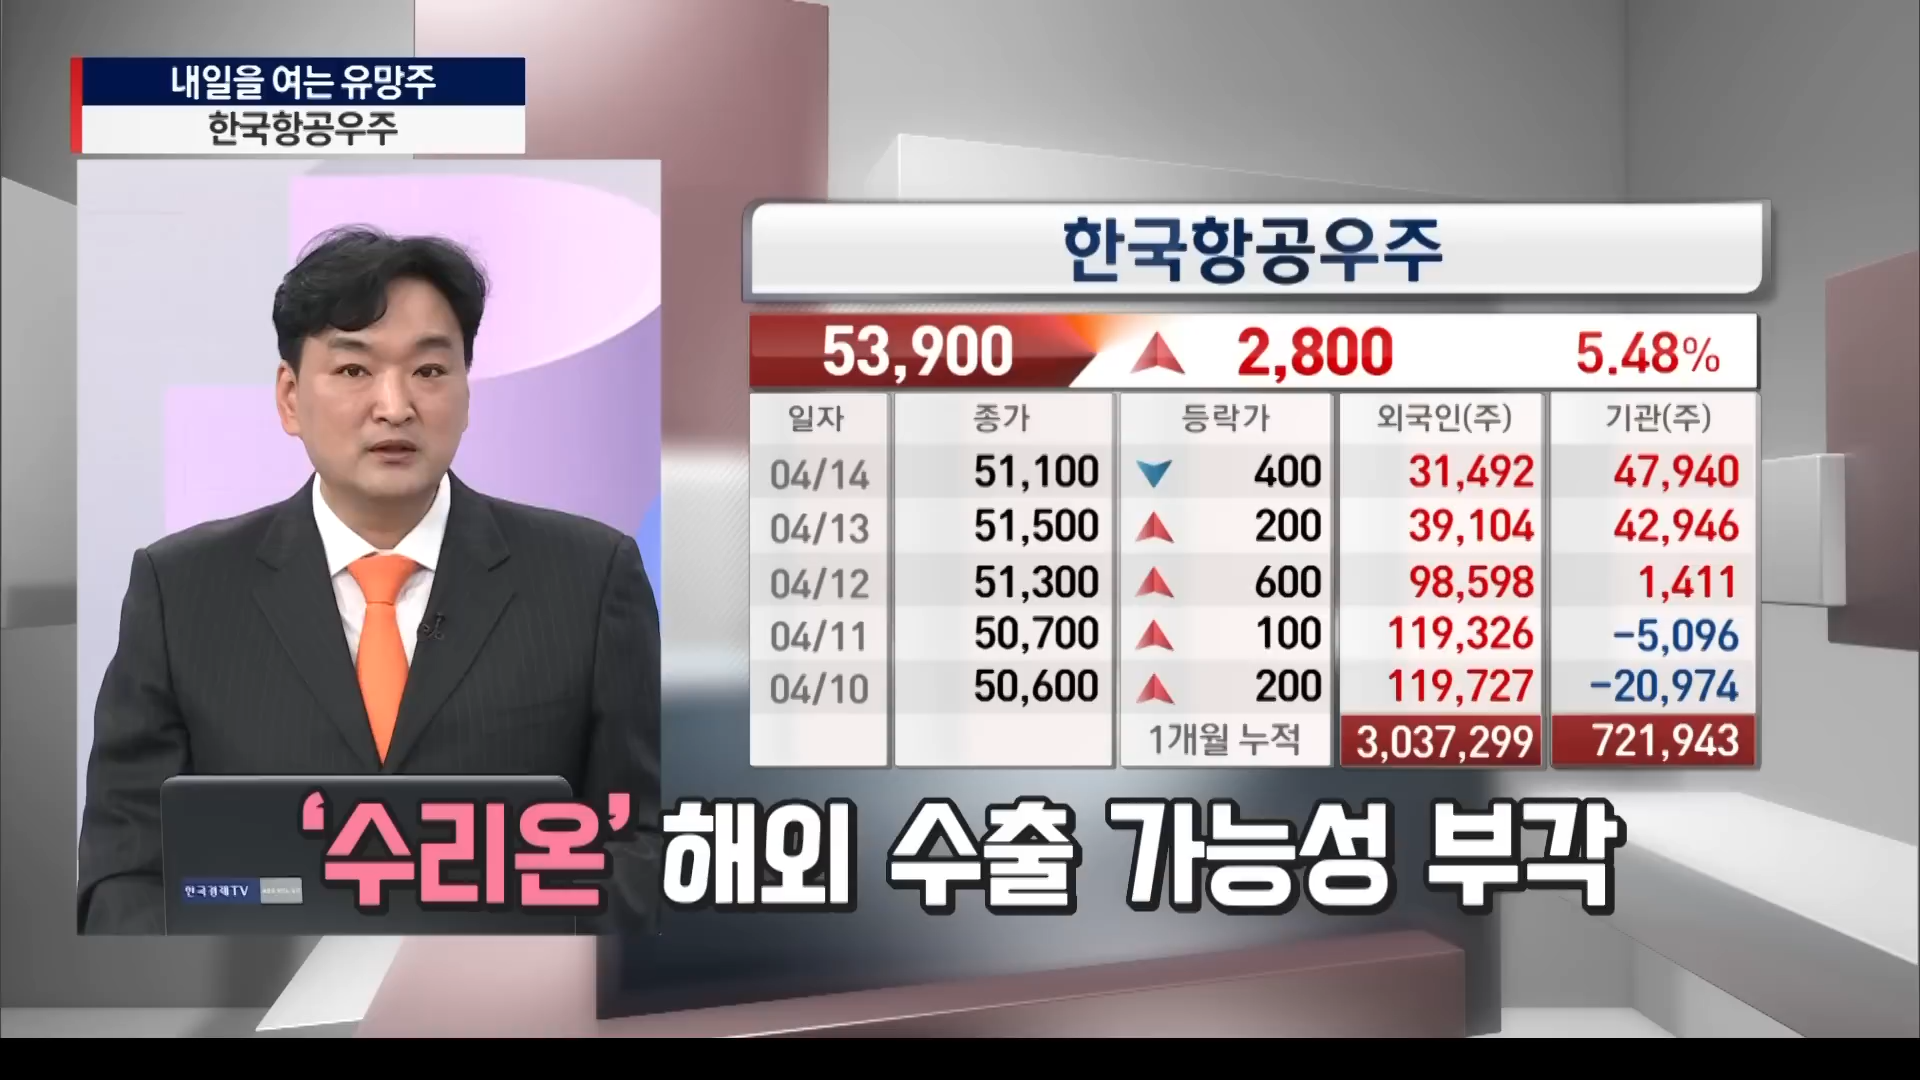 내일을 여는 유망주
한국항공우주
한국항공우주
53,900 2,800 5.48%
일자 종가 등락가 외국인(주) 기관(주)
04/14 51,100 400 31,492 47,940
04/13 51,500 200 39,104 42,946
04/12 51,300 600 98,598 1,411
04/11 50,700 100 119,326 -5,096
04/10 50,600 200 119,727 -20,974
1개월 누적 3,037,299 721,943
'수리온' 해외 수출 가능성 부각
한국경제TV